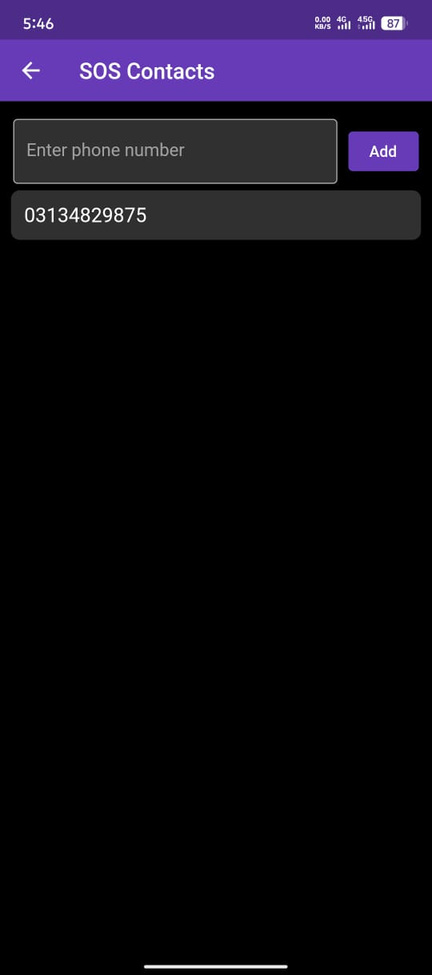 5:46 0.00 KB/S 4G 4.5G 87
SOS Contacts
Enter phone number Add
03134829875